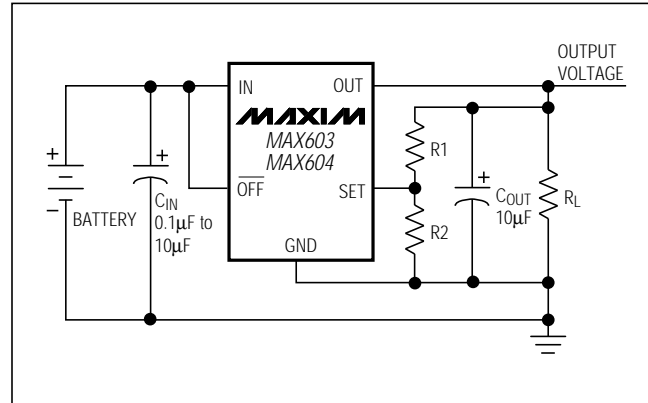 OUTPUT
VOLTAGE
IN
OUT
MAXIM
MAX603
MAX604
R1
+
+
+
OFF
SET
COUT
10µF
RL
CIN
0.1µF to
10µF
−
BATTERY
R2
GND